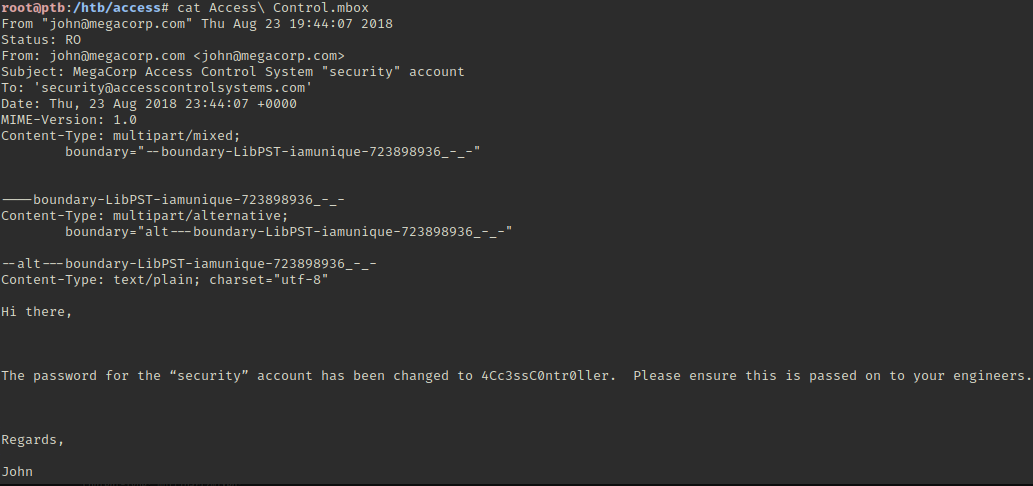 root@ptb:/htb/access# cat Access\ Control.mbox
From "john@megacorp.com" Thu Aug 23 19:44:07 2018
Status: RO
From: john@megacorp.com <john@megacorp.com>
Subject: MegaCorp Access Control System "security" account
To: 'security@accesscontrolsystems.com'
Date: Thu, 23 Aug 2018 23:44:07 +0000
MIME-Version: 1.0
Content-Type: multipart/mixed;
boundary="--boundary-LibPST-iamunique-723898936_-_-"
----boundary-LibPST-iamunique-723898936_-_-
Content-Type: multipart/alternative;
boundary="alt---boundary-LibPST-iamunique-723898936_-_-"
--alt---boundary-LibPST-iamunique-723898936_-_-
Content-Type: text/plain; charset="utf-8"
Hi there,
The password for the “security” account has been changed to 4Cc3ssC0ntr0ller.  Please ensure this is passed on to your engineers.
Regards,
John